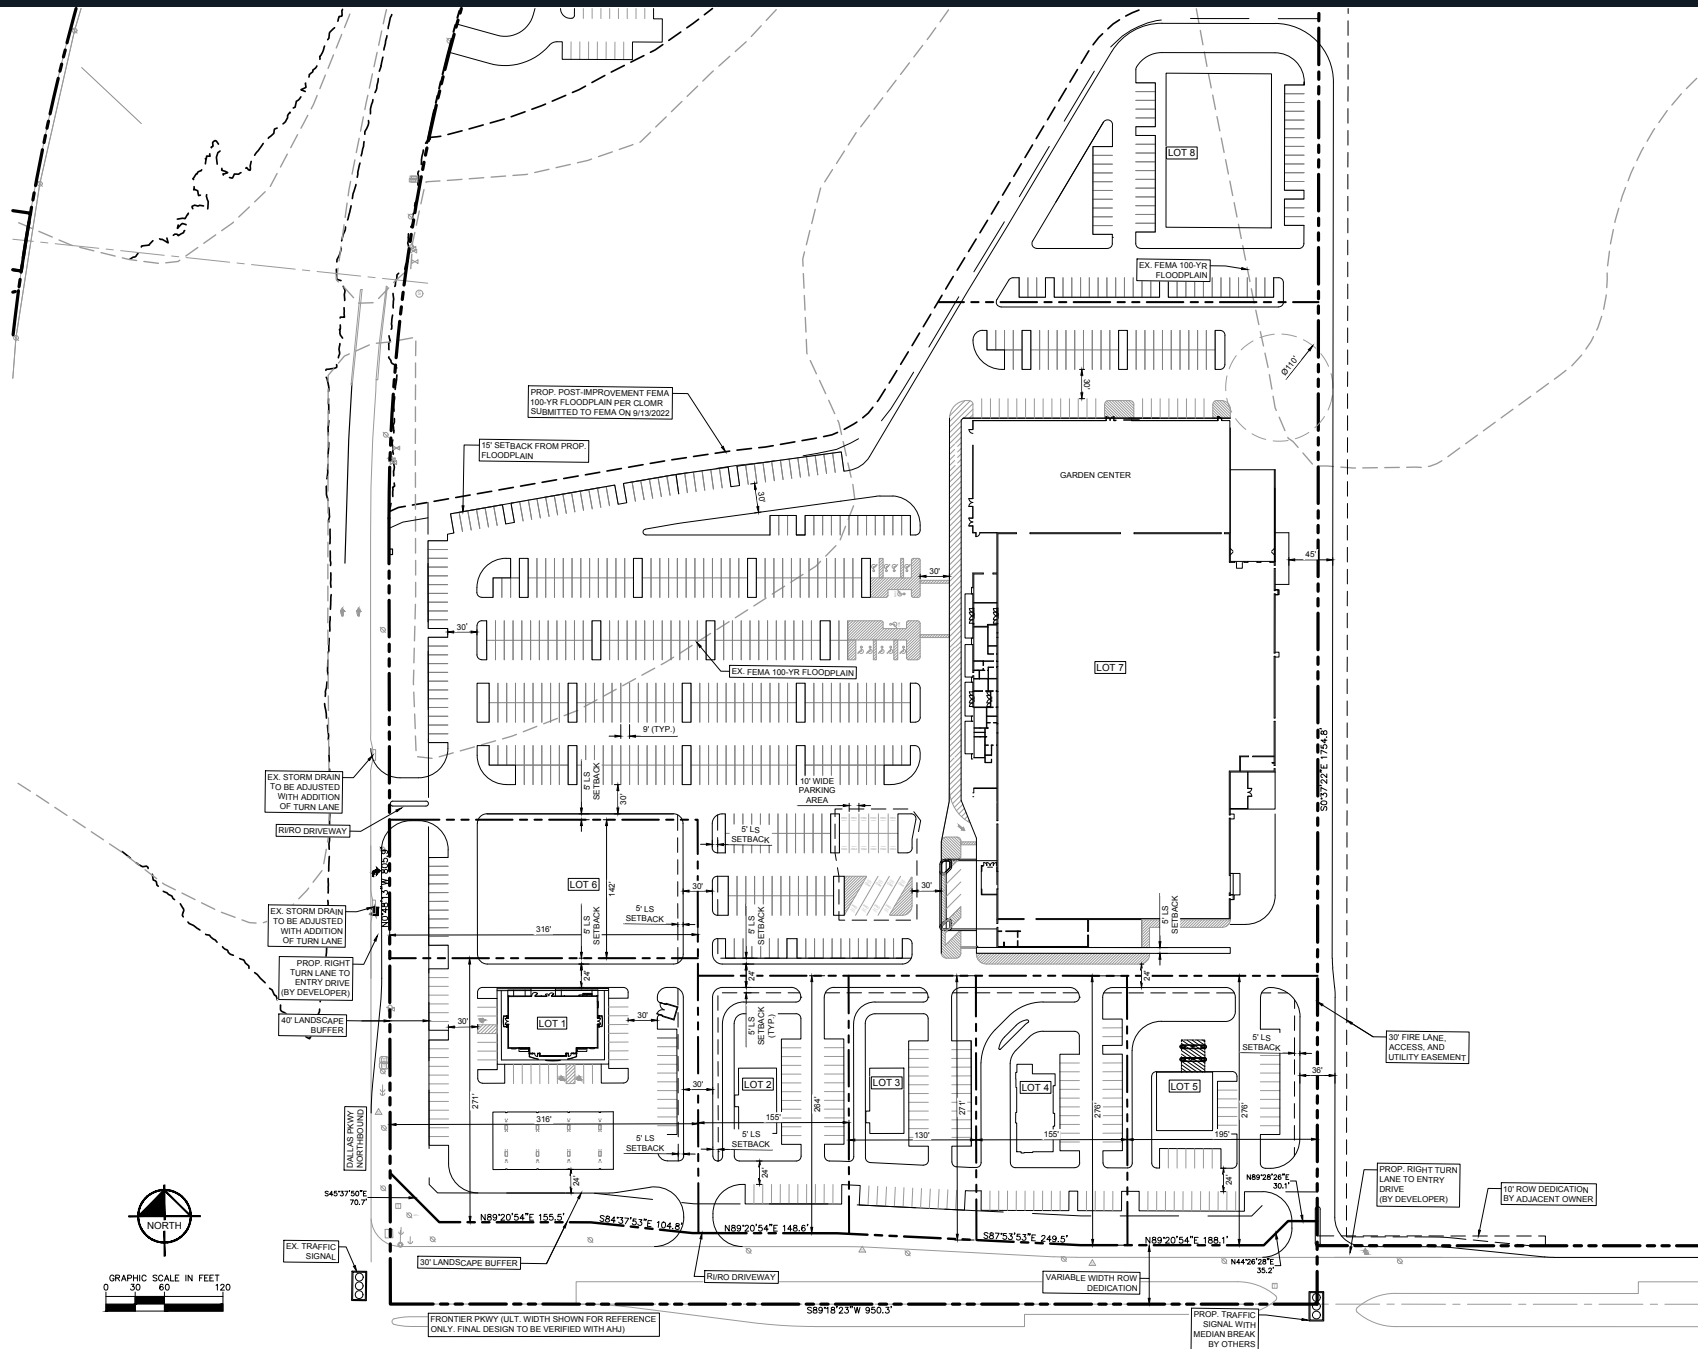 LOT 8
EX. FEMA 100-YR
FLOODPLAIN
Ø110'
30'
PROP. POST-IMPROVEMENT FEMA
100-YR FLOODPLAIN PER CLOMR
SUBMITTED TO FEMA ON 9/13/2022
15' SETBACK FROM PROP.
FLOODPLAIN
30'
GARDEN CENTER
45'
30'
30'
EX. FEMA 100-YR FLOODPLAIN
LOT 7
9' (TYP.)
S0°37'22"E 1754.8'
EX. STORM DRAIN
TO BE ADJUSTED
WITH ADDITION
OF TURN LANE
5' LS
SETBACK
30'
10' WIDE
PARKING
AREA
RI/RO DRIVEWAY
5' LS
SETBACK
N0°48'13"W 805.9'
LOT 6
142'
30'
30'
EX. STORM DRAIN
TO BE ADJUSTED
WITH ADDITION
OF TURN LANE
5' LS
SETBACK
5' LS
SETBACK
5' LS
SETBACK
5' LS
SETBACK
316'
PROP. RIGHT
TURN LANE TO
ENTRY DRIVE
(BY DEVELOPER)
24'
24'
24'
40' LANDSCAPE
BUFFER
30'
LOT 1
30'
5' LS
SETBACK
(TYP.)
5' LS
SETBACK
30' FIRE LANE,
ACCESS, AND
UTILITY EASEMENT
36'
30'
LOT 2
LOT 3
LOT 4
LOT 5
271'
264'
271'
276'
276'
316'
155'
130'
155'
195'
DALLAS PKWY
NORTHBOUND
5' LS
SETBACK
5' LS
SETBACK
24'
24'
24'
S45°37'50"E
70.7'
N89°28'26"E
30.1'
PROP. RIGHT TURN
LANE TO ENTRY
DRIVE
(BY DEVELOPER)
10' ROW DEDICATION
BY ADJACENT OWNER
NORTH
N89°20'54"E 155.5'
S84°37'53"E 104.8'
N89°20'54"E 148.6'
S87°53'53"E 249.5'
N89°20'54"E 188.1'
N44°26'28"E
35.2'
EX. TRAFFIC
SIGNAL
30' LANDSCAPE BUFFER
RI/RO DRIVEWAY
VARIABLE WIDTH ROW
DEDICATION
GRAPHIC SCALE IN FEET
0 30 60 120
S89°18'23"W 950.3'
FRONTIER PKWY (ULT. WIDTH SHOWN FOR REFERENCE
ONLY. FINAL DESIGN TO BE VERIFIED WITH AHJ)
PROP. TRAFFIC
SIGNAL WITH
MEDIAN BREAK
BY OTHERS